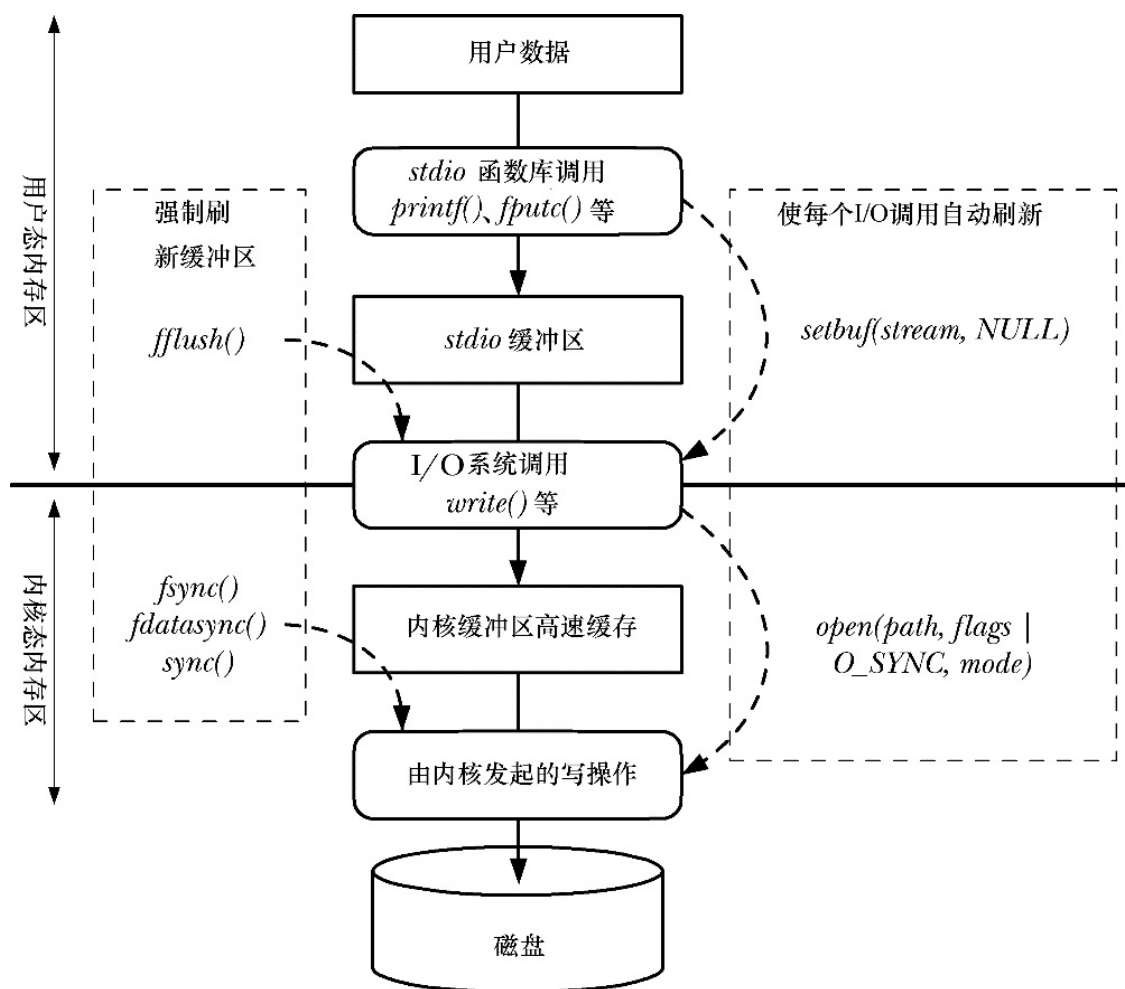 用户数据
stdio 函数库调用
printf()、fputc() 等
用户态内存区
强制刷
新缓冲区
使每个I/O调用自动刷新
fflush()
stdio 缓冲区
setbuf(stream, NULL)
I/O 系统调用
write() 等
内核态内存区
fsync()
fdatasync()
sync()
内核缓冲区高速缓存
open(path, flags |
O_SYNC, mode)
由内核发起的写操作
磁盘